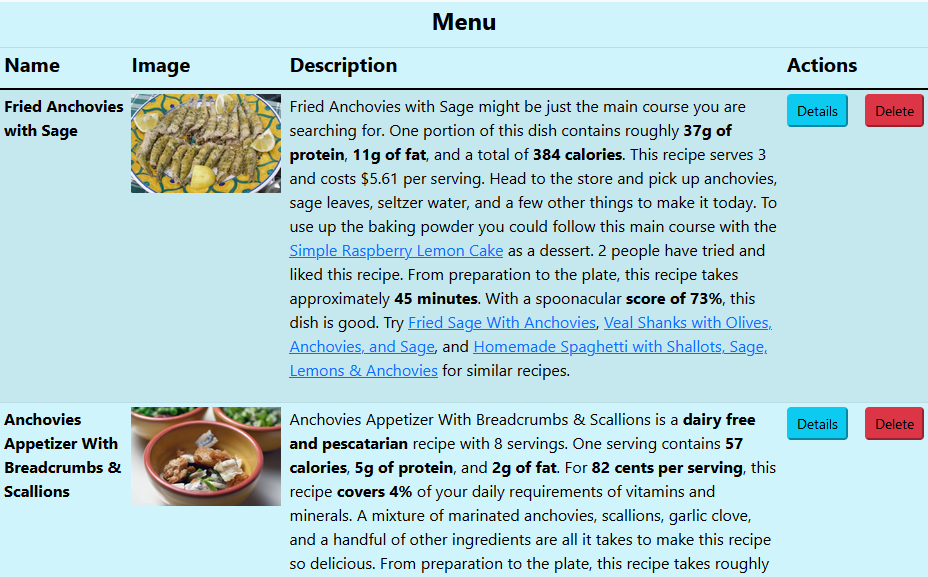 Menu
Name Image Description Actions
Fried Anchovies
with Sage
Fried Anchovies with Sage might be just the main course you are
searching for. One portion of this dish contains roughly 37g of
protein, 11g of fat, and a total of 384 calories. This recipe serves 3
and costs $5.61 per serving. Head to the store and pick up anchovies,
sage leaves, seltzer water, and a few other things to make it today. To
use up the baking powder you could follow this main course with the
Simple Raspberry Lemon Cake as a dessert. 2 people have tried and
liked this recipe. From preparation to the plate, this recipe takes
approximately 45 minutes. With a spoonacular score of 73%, this
dish is good. Try Fried Sage With Anchovies, Veal Shanks with Olives,
Anchovies, and Sage, and Homemade Spaghetti with Shallots, Sage,
Lemons & Anchovies for similar recipes.
Details Delete
Anchovies
Appetizer With
Breadcrumbs &
Scallions
Anchovies Appetizer With Breadcrumbs & Scallions is a dairy free
and pescatarian recipe with 8 servings. One serving contains 57
calories, 5g of protein, and 2g of fat. For 82 cents per serving, this
recipe covers 4% of your daily requirements of vitamins and
minerals. A mixture of marinated anchovies, scallions, garlic clove,
and a handful of other ingredients are all it takes to make this recipe
so delicious. From preparation to the plate, this recipe takes roughly
Details Delete